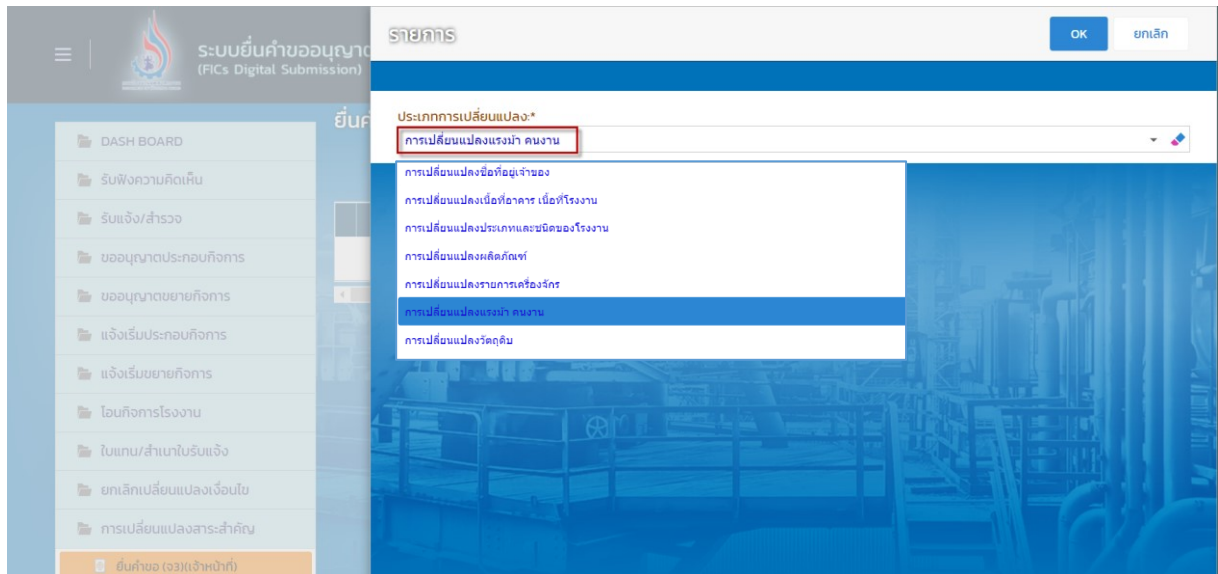 ระบบยื่นคำขออนุญาต
(FICs Digital Submission)
รายการ
OK
ยกเลิก
ประเภทการเปลี่ยนแปลง:*
การเปลี่ยนแปลงแรงม้า คนงาน
การเปลี่ยนแปลงชื่อที่อยู่เจ้าของ
การเปลี่ยนแปลงเนื้อที่อาคาร เนื้อที่โรงงาน
การเปลี่ยนแปลงประเภทและชนิดของโรงงาน
การเปลี่ยนแปลงผลิตภัณฑ์
การเปลี่ยนแปลงรายการเครื่องจักร
การเปลี่ยนแปลงแรงม้า คนงาน
การเปลี่ยนแปลงวัตถุดิบ
DASH BOARD
รับฟังความคิดเห็น
รับแจ้ง/สำรวจ
ขออนุญาตประกอบกิจการ
ขออนุญาตขยายกิจการ
แจ้งเริ่มประกอบกิจการ
แจ้งเริ่มขยายกิจการ
โอนกิจการโรงงาน
ใบแทน/สำเนาใบรับแจ้ง
ยกเลิกเปลี่ยนแปลงเงื่อนไข
การเปลี่ยนแปลงสาระสำคัญ
ยื่นคำขอ (จ3)(เจ้าหน้าที่)